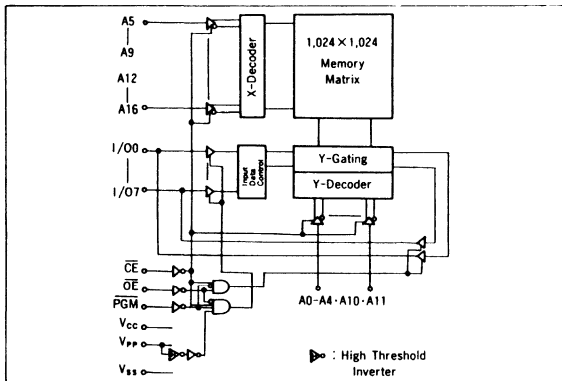 A5
A9
A12
A16
X-Decoder
1,024 × 1,024
Memory
Matrix
I/O0
I/O7
Input
Data
Control
Y-Gating
Y-Decoder
CE
OE
PGM
VCC
VPP
VSS
A0-A4·A10·A11
: High Threshold
Inverter